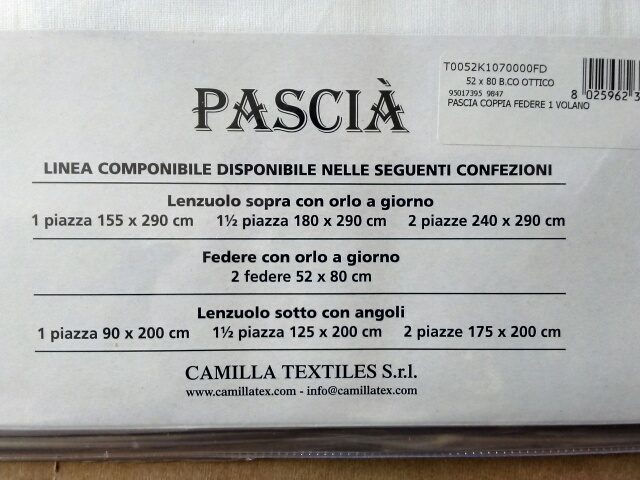 T0052K1070000FD
52 x 80 B.CO OTTICO
95017395 9847
8 025962 3
PASCIA COPPIA FEDERE 1 VOLANO
PASCIÀ
LINEA COMPONIBILE DISPONIBILE NELLE SEGUENTI CONFEZIONI
Lenzuolo sopra con orlo a giorno
1 piazza 155 x 290 cm 1½ piazza 180 x 290 cm 2 piazze 240 x 290 cm
Federe con orlo a giorno
2 federe 52 x 80 cm
Lenzuolo sotto con angoli
1 piazza 90 x 200 cm 1½ piazza 125 x 200 cm 2 piazze 175 x 200 cm
CAMILLA TEXTILES S.r.l.
www.camillatex.com - info@camillatex.com